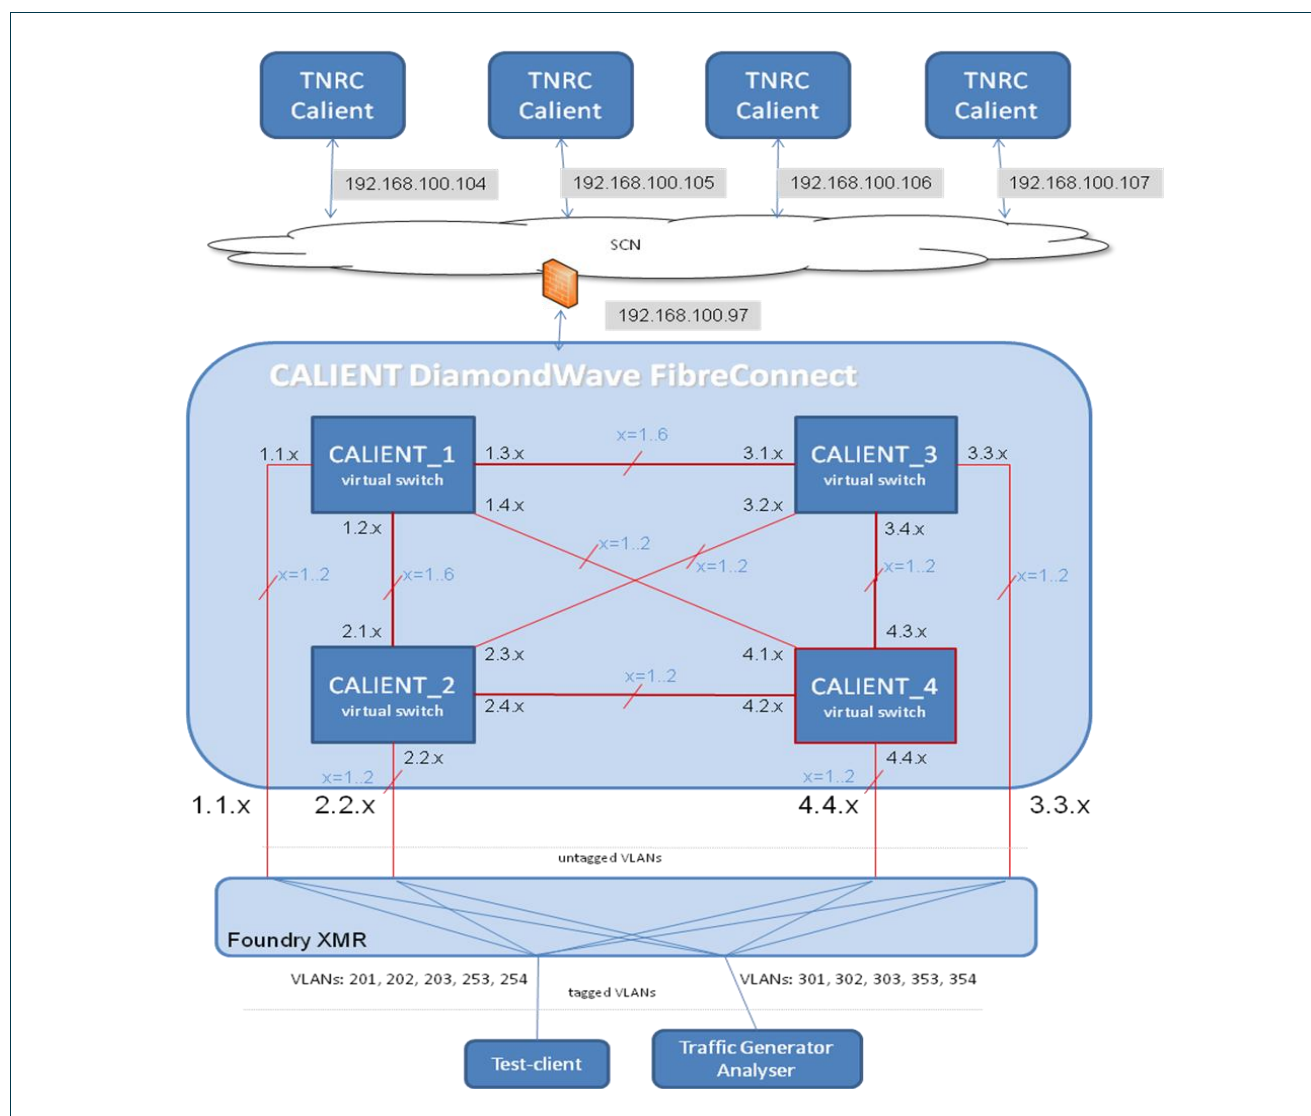 TNRC
Calient
TNRC
Calient
TNRC
Calient
TNRC
Calient
192.168.100.104
192.168.100.105
192.168.100.106
192.168.100.107
SCN
192.168.100.97
CALIENT DiamondWave FibreConnect
1.1.x
CALIENT_1
virtual switch
1.3.x
x=1..6
3.1.x
CALIENT_3
virtual switch
3.3.x
1.4.x
3.2.x
1.2.x
3.4.x
x=1..2
x=1..2
x=1..6
x=1..2
x=1..2
x=1..2
2.1.x
4.3.x
2.3.x
4.1.x
CALIENT_2
virtual switch
x=1..2
CALIENT_4
virtual switch
2.4.x
4.2.x
2.2.x
4.4.x
x=1..2
x=1..2
1.1.x
2.2.x
4.4.x
3.3.x
untagged VLANs
Foundry XMR
VLANs: 201, 202, 203, 253, 254
VLANs: 301, 302, 303, 353, 354
tagged VLANs
Test-client
Traffic Generator
Analyser